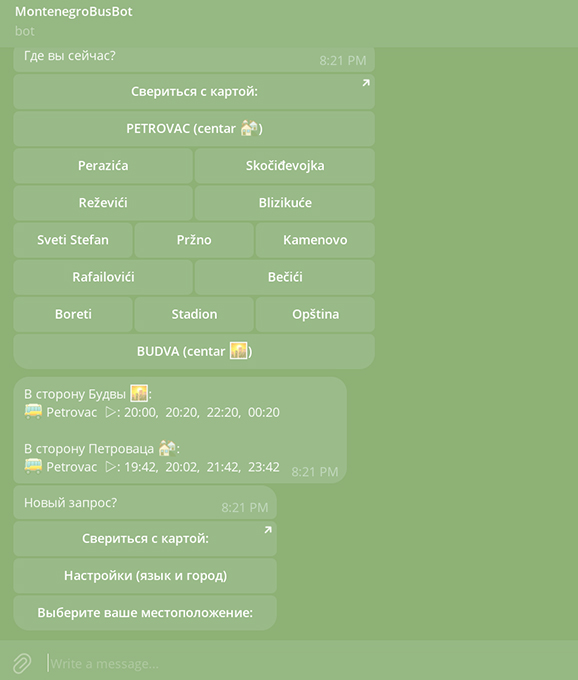 MontenegroBusBot
bot
Где вы сейчас?
8:21 PM
Свериться с картой:
PETROVAC (centar 🏘)
Perazića Skočiđevojka
Reževići Blizikuće
Sveti Stefan Pržno Kamenovo
Rafailovići Bečići
Boreti Stadion Opština
BUDVA (centar 🌇)
В сторону Будвы 🌇:
🚌 Petrovac ▷: 20:00, 20:20, 22:20, 00:20
В сторону Петроваца 🏘:
🚌 Petrovac ▷: 19:42, 20:02, 21:42, 23:42
8:21 PM
Новый запрос?
8:21 PM
Свериться с картой:
Настройки (язык и город)
Выберите ваше местоположение:
Write a message...